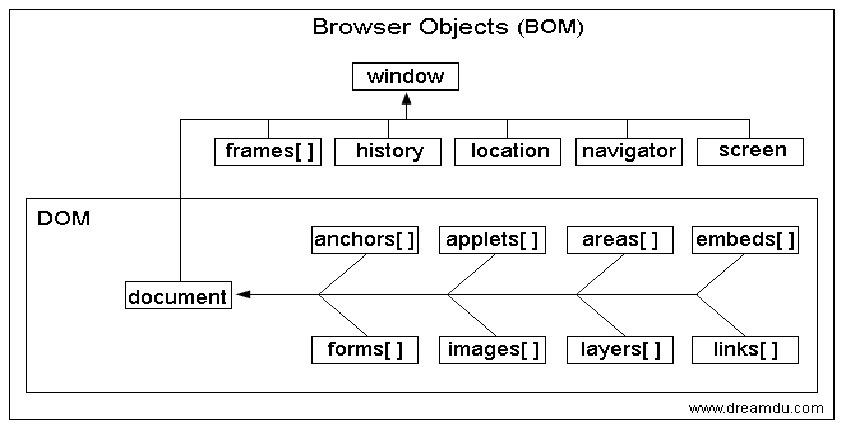 Browser Objects (BOM)
window
frames[ ] history location navigator screen
DOM
anchors[ ] applets[ ] areas[ ] embeds[ ]
document
forms[ ] images[ ] layers[ ] links[ ]
www.dreamdu.com